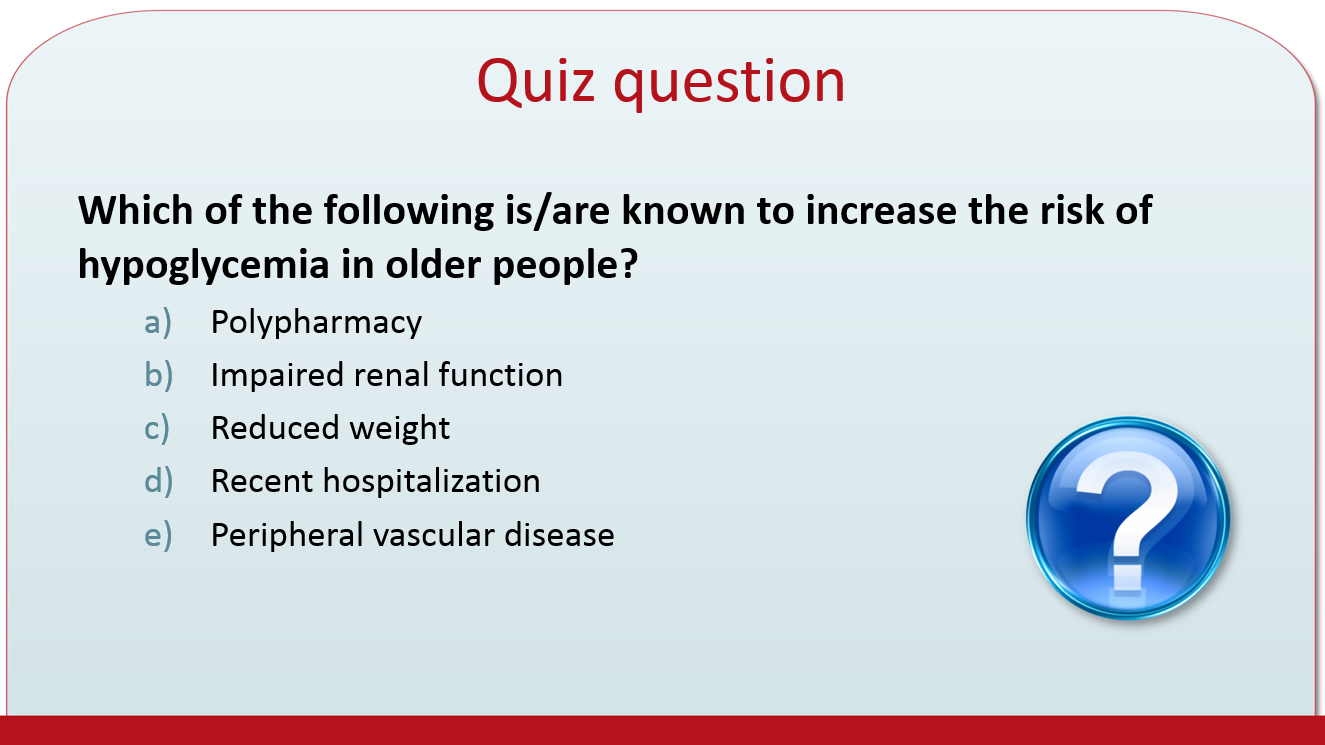 Quiz question
Which of the following is/are known to increase the risk of
hypoglycemia in older people?
a) Polypharmacy
b) Impaired renal function
c) Reduced weight
d) Recent hospitalization
e) Peripheral vascular disease
?